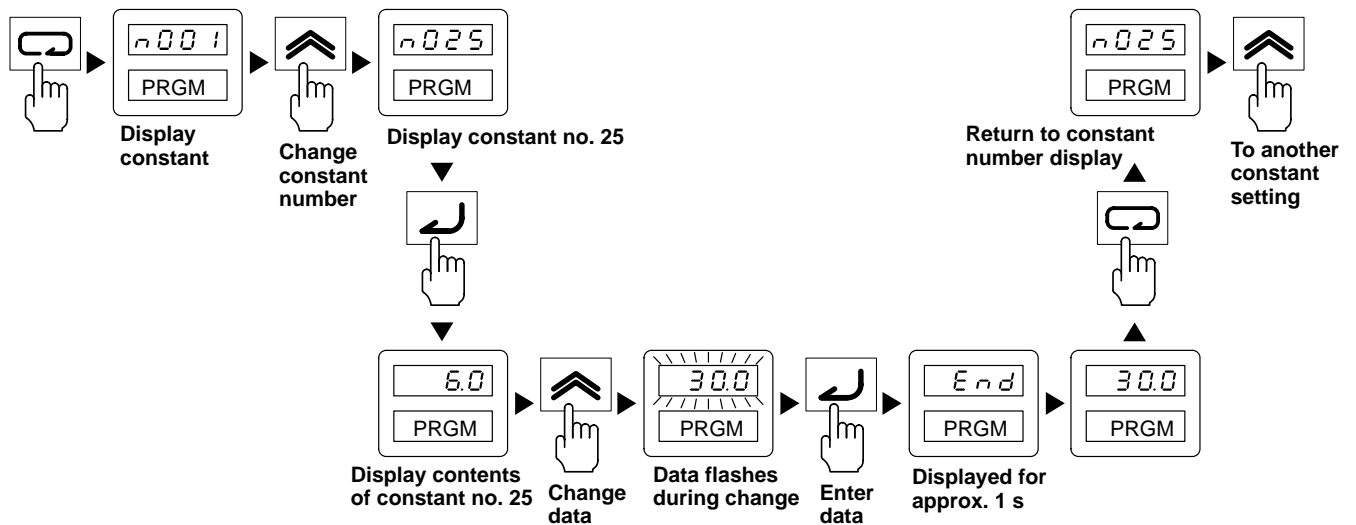 n001
PRGM
Display
constant
Change
constant
number
n025
PRGM
Display constant no. 25
6.0
PRGM
Display contents
of constant no. 25
Change
data
30.0
PRGM
Data flashes
during change
Enter
data
End
PRGM
Displayed for
approx. 1 s
30.0
PRGM
n025
PRGM
Return to constant
number display
To another
constant
setting